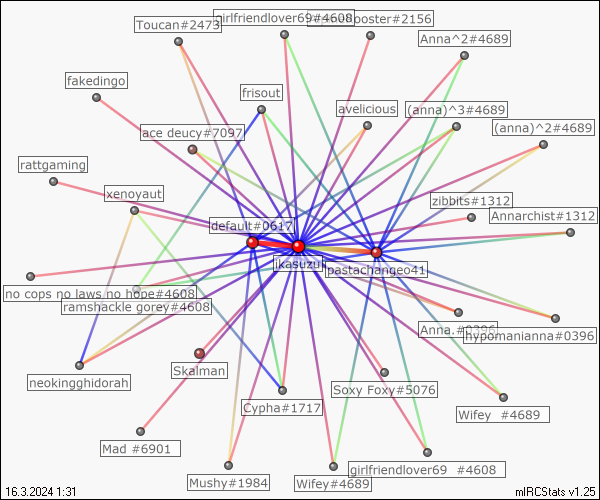 girlfriendlover69#4608
poster#2156
Toucan#2473
Anna^2#4689
fakedingo
frisout
avelicious
(anna)^3#4689
ace deucy#7097
(anna)^2#4689
rattgaming
xenoyaut
zibbits#1312
Annarchist#1312
default#0617
jkasuzu
pastachangeo41
no cops no laws no hope#4608
ramshackle gorey#4608
Anna.#0396
hypomanianna#0396
Skalman
neokingghidorah
Soxy Foxy#5076
Cypha#1717
Wifey #4689
Mad #6901
girlfriendlover69 #4608
Mushy#1984
Wifey#4689
16.3.2024 1:31
mIRCStats v1.25